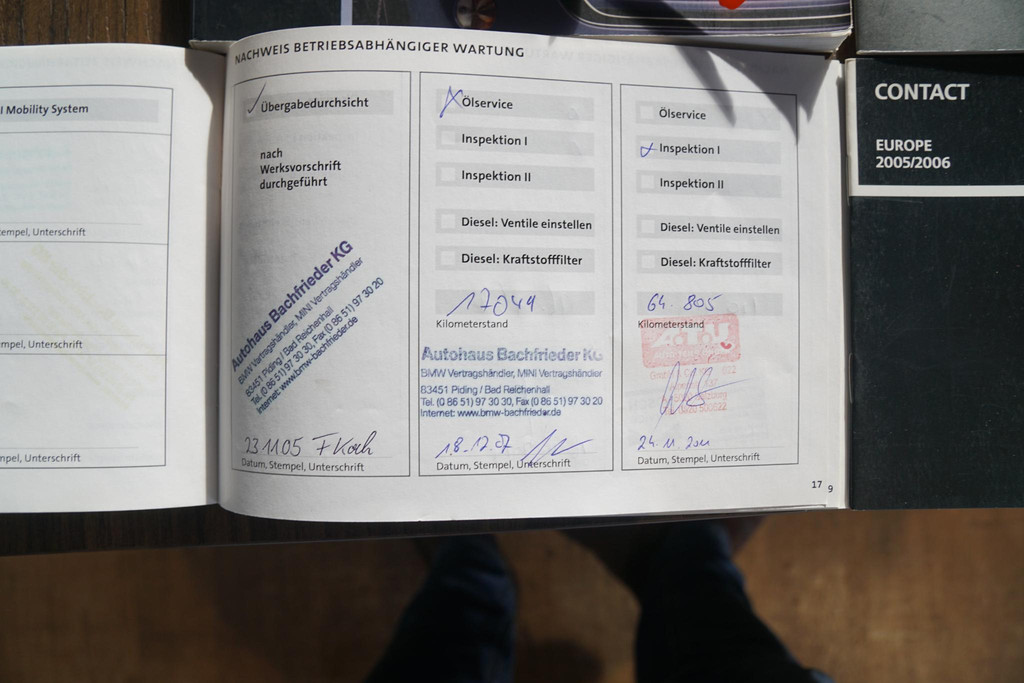 I Mobility System
empel, Unterschrift
mpel, Unterschrift
mpel, Unterschrift
NACHWEIS BETRIEBSABHÄNGIGER WARTUNG
Übergabedurchsicht
nach
Werksvorschrift
durchgeführt
Autohaus Bachfrieder KG
BMW Vertragshändler, MINI Vertragshändler
83451 Piding / Bad Reichenhall
Tel. (0 86 51) 97 30 30, Fax (0 86 51) 97 30 20
Internet: www.bmw-bachfrieder.de
23 11 05 F Koch
Datum, Stempel, Unterschrift
Ölservice
Inspektion I
Inspektion II
Diesel: Ventile einstellen
Diesel: Kraftstofffilter
17049
Kilometerstand
Autohaus Bachfrieder KG
BMW Vertragshändler, MINI Vertragshändler
83451 Piding / Bad Reichenhall
Tel. (0 86 51) 97 30 30, Fax (0 86 51) 97 30 20
Internet: www.bmw-bachfrieder.de
18.12.07
Datum, Stempel, Unterschrift
Ölservice
Inspektion I
Inspektion II
Diesel: Ventile einstellen
Diesel: Kraftstofffilter
64. 805
Kilometerstand
A.T.U
24. 11. 2011
Datum, Stempel, Unterschrift
17
9
CONTACT
EUROPE
2005/2006